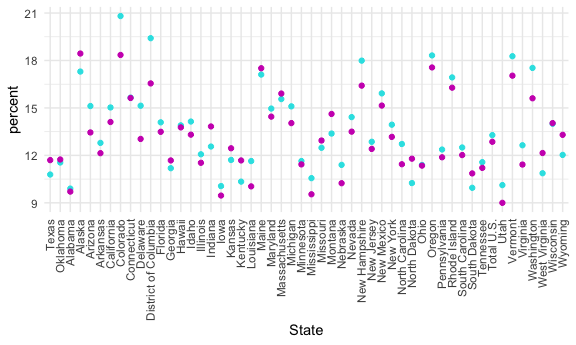 21
18
15
12
9
percent
Texas
Oklahoma
Alabama
Alaska
Arizona
Arkansas
California
Colorado
Connecticut
Delaware
District of Columbia
Florida
Georgia
Hawaii
Idaho
Illinois
Indiana
Iowa
Kansas
Kentucky
Louisiana
Maine
Maryland
Massachusetts
Michigan
Minnesota
Mississippi
Missouri
Montana
Nebraska
Nevada
New Hampshire
New Jersey
New Mexico
New York
North Carolina
North Dakota
Ohio
Oregon
Pennsylvania
Rhode Island
South Carolina
South Dakota
Tennessee
Total U.S.
Utah
Vermont
Virginia
Washington
West Virginia
Wisconsin
Wyoming
State